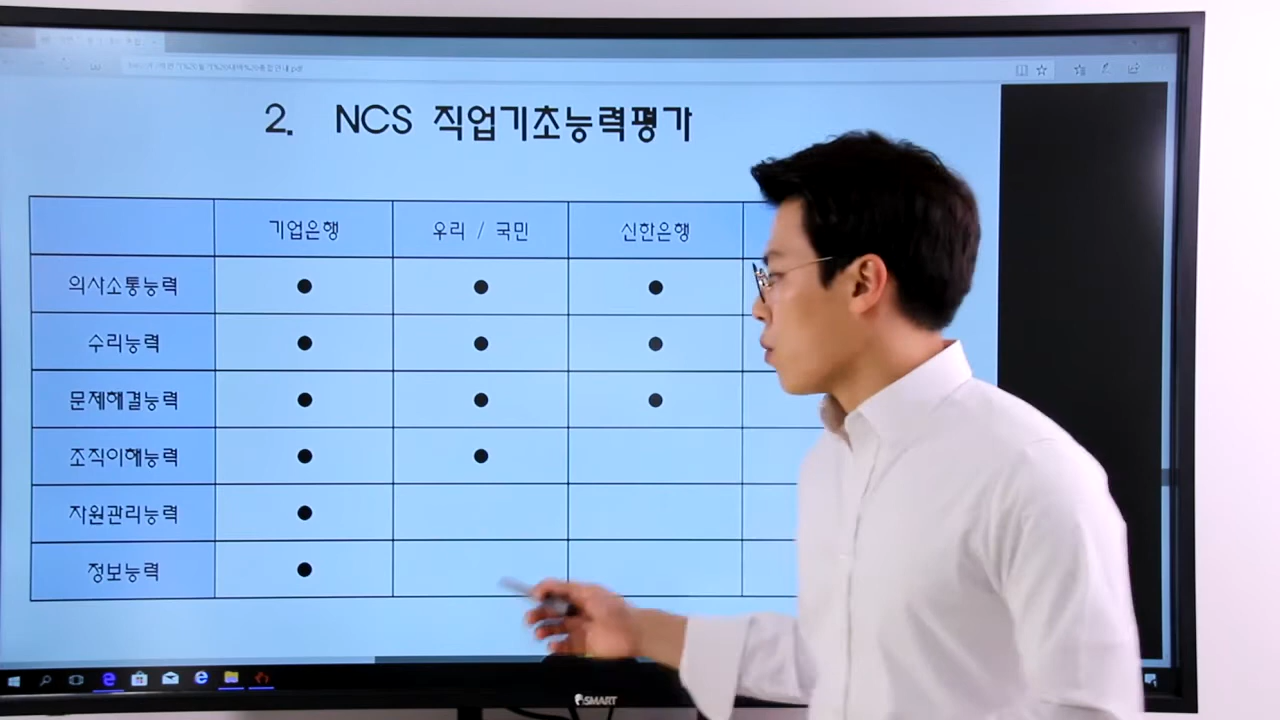 2. NCS 직업기초능력평가
기업은행 우리 / 국민 신한은행
의사소통능력 ● ● ●
수리능력 ● ● ●
문제해결능력 ● ● ●
조직이해능력 ● ●
자원관리능력 ●
정보능력 ●
SMART